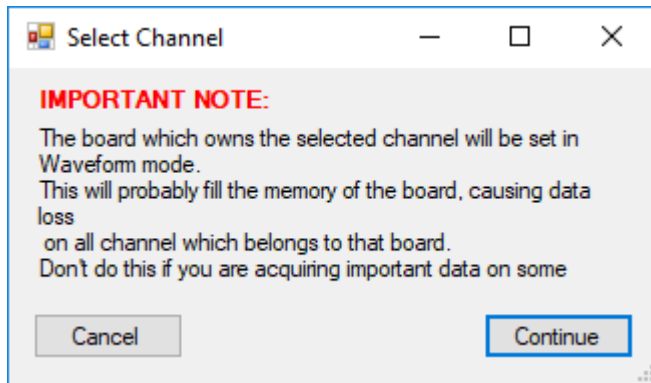 Select Channel
IMPORTANT NOTE:
The board which owns the selected channel will be set in
Waveform mode.
This will probably fill the memory of the board, causing data
loss
on all channel which belongs to that board.
Don't do this if you are acquiring important data on some
Cancel Continue